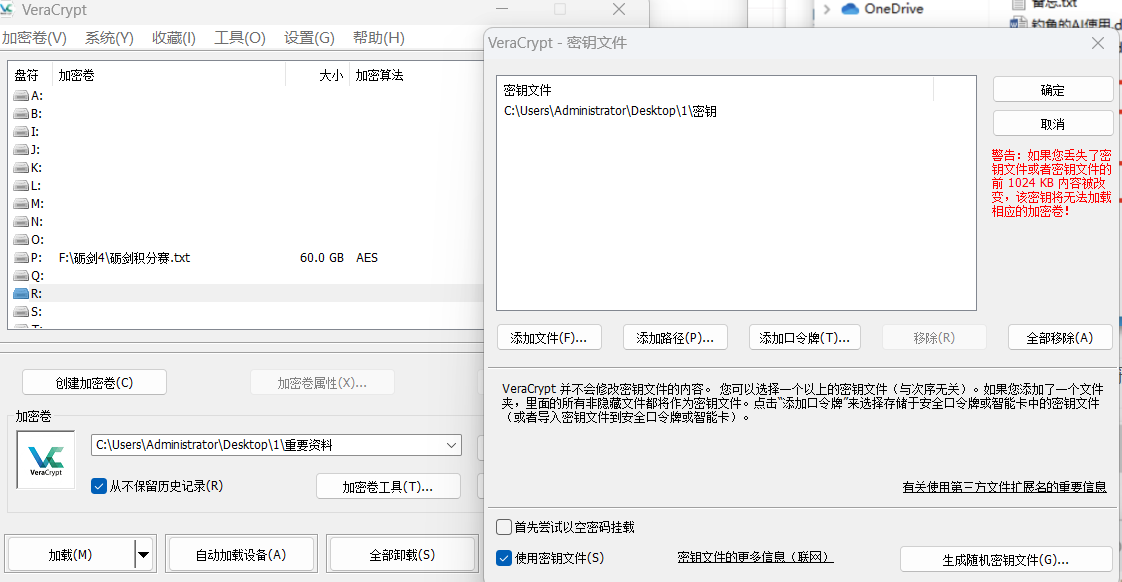 VeraCrypt
加密卷(V) 系统(Y) 收藏(I) 工具(O) 设置(G) 帮助(H)
盘符 加密卷 大小 加密算法
A:
B:
I:
J:
K:
L:
M:
N:
O:
P: F:\砺剑4\砺剑积分赛.txt 60.0 GB AES
Q:
R:
S:
创建加密卷(C) 加密卷属性(X)...
加密卷
VeraCrypt
C:\Users\Administrator\Desktop\1\重要资料
从不保留历史记录(R) 加密卷工具(T)...
加载(M) 自动加载设备(A) 全部卸载(S)
OneDrive
备忘.txt
钓鱼的AI使用.d
VeraCrypt - 密钥文件
密钥文件
C:\Users\Administrator\Desktop\1\密钥
确定
取消
警告：如果您丢失了密
钥文件或者密钥文件的
前 1024 KB 内容被改
变，该密钥将无法加载
相应的加密卷！
添加文件(F)... 添加路径(P)... 添加口令牌(T)... 移除(R) 全部移除(A)
VeraCrypt 并不会修改密钥文件的内容。 您可以选择一个以上的密钥文件（与次序无关）。如果您添加了一个文件
夹，里面的所有非隐藏文件都将作为密钥文件。点击"添加口令牌"来选择存储于安全口令牌或智能卡中的密钥文件
（或者导入密钥文件到安全口令牌或智能卡）。
有关使用第三方文件扩展名的重要信息
首先尝试以空密码挂载
使用密钥文件(S) 密钥文件的更多信息（联网） 生成随机密钥文件(G)...